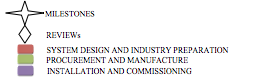 MILESTONES
REVIEWs
SYSTEM DESIGN AND INDUSTRY PREPARATION
PROCUREMENT AND MANUFACTURE
INSTALLATION AND COMMISSIONING